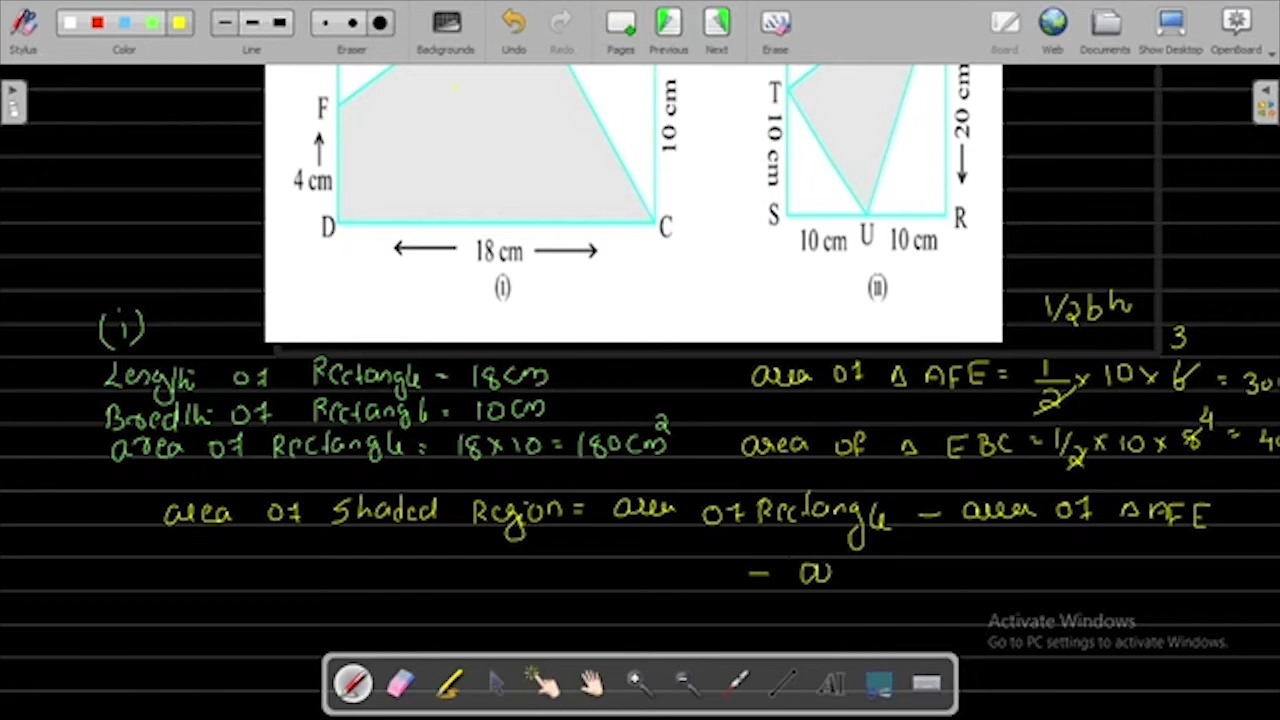 Stylus Color Line Eraser Backgrounds Undo Redo Pages Previous Next Erase Board Web Documents Show Desktop OpenBoard
F
4 cm
D
C
10 cm
18 cm
(i)
T
10 cm
20 cm
S
U
R
10 cm
10 cm
(ii)
1/2bh
(i)
Length of Rectangle = 18cm
Breadth of Rectangle = 10cm
area of Rectangle = 18×10 = 180cm²
3
area of Δ AFE = 1/2 × 10 × 6 = 30
4
area of Δ EBC = 1/2 × 10 × 8 = 40
area of Shaded Region = area of Rectangle - area of ΔAFE
-
Activate Windows
Go to PC settings to activate Windows.
AI